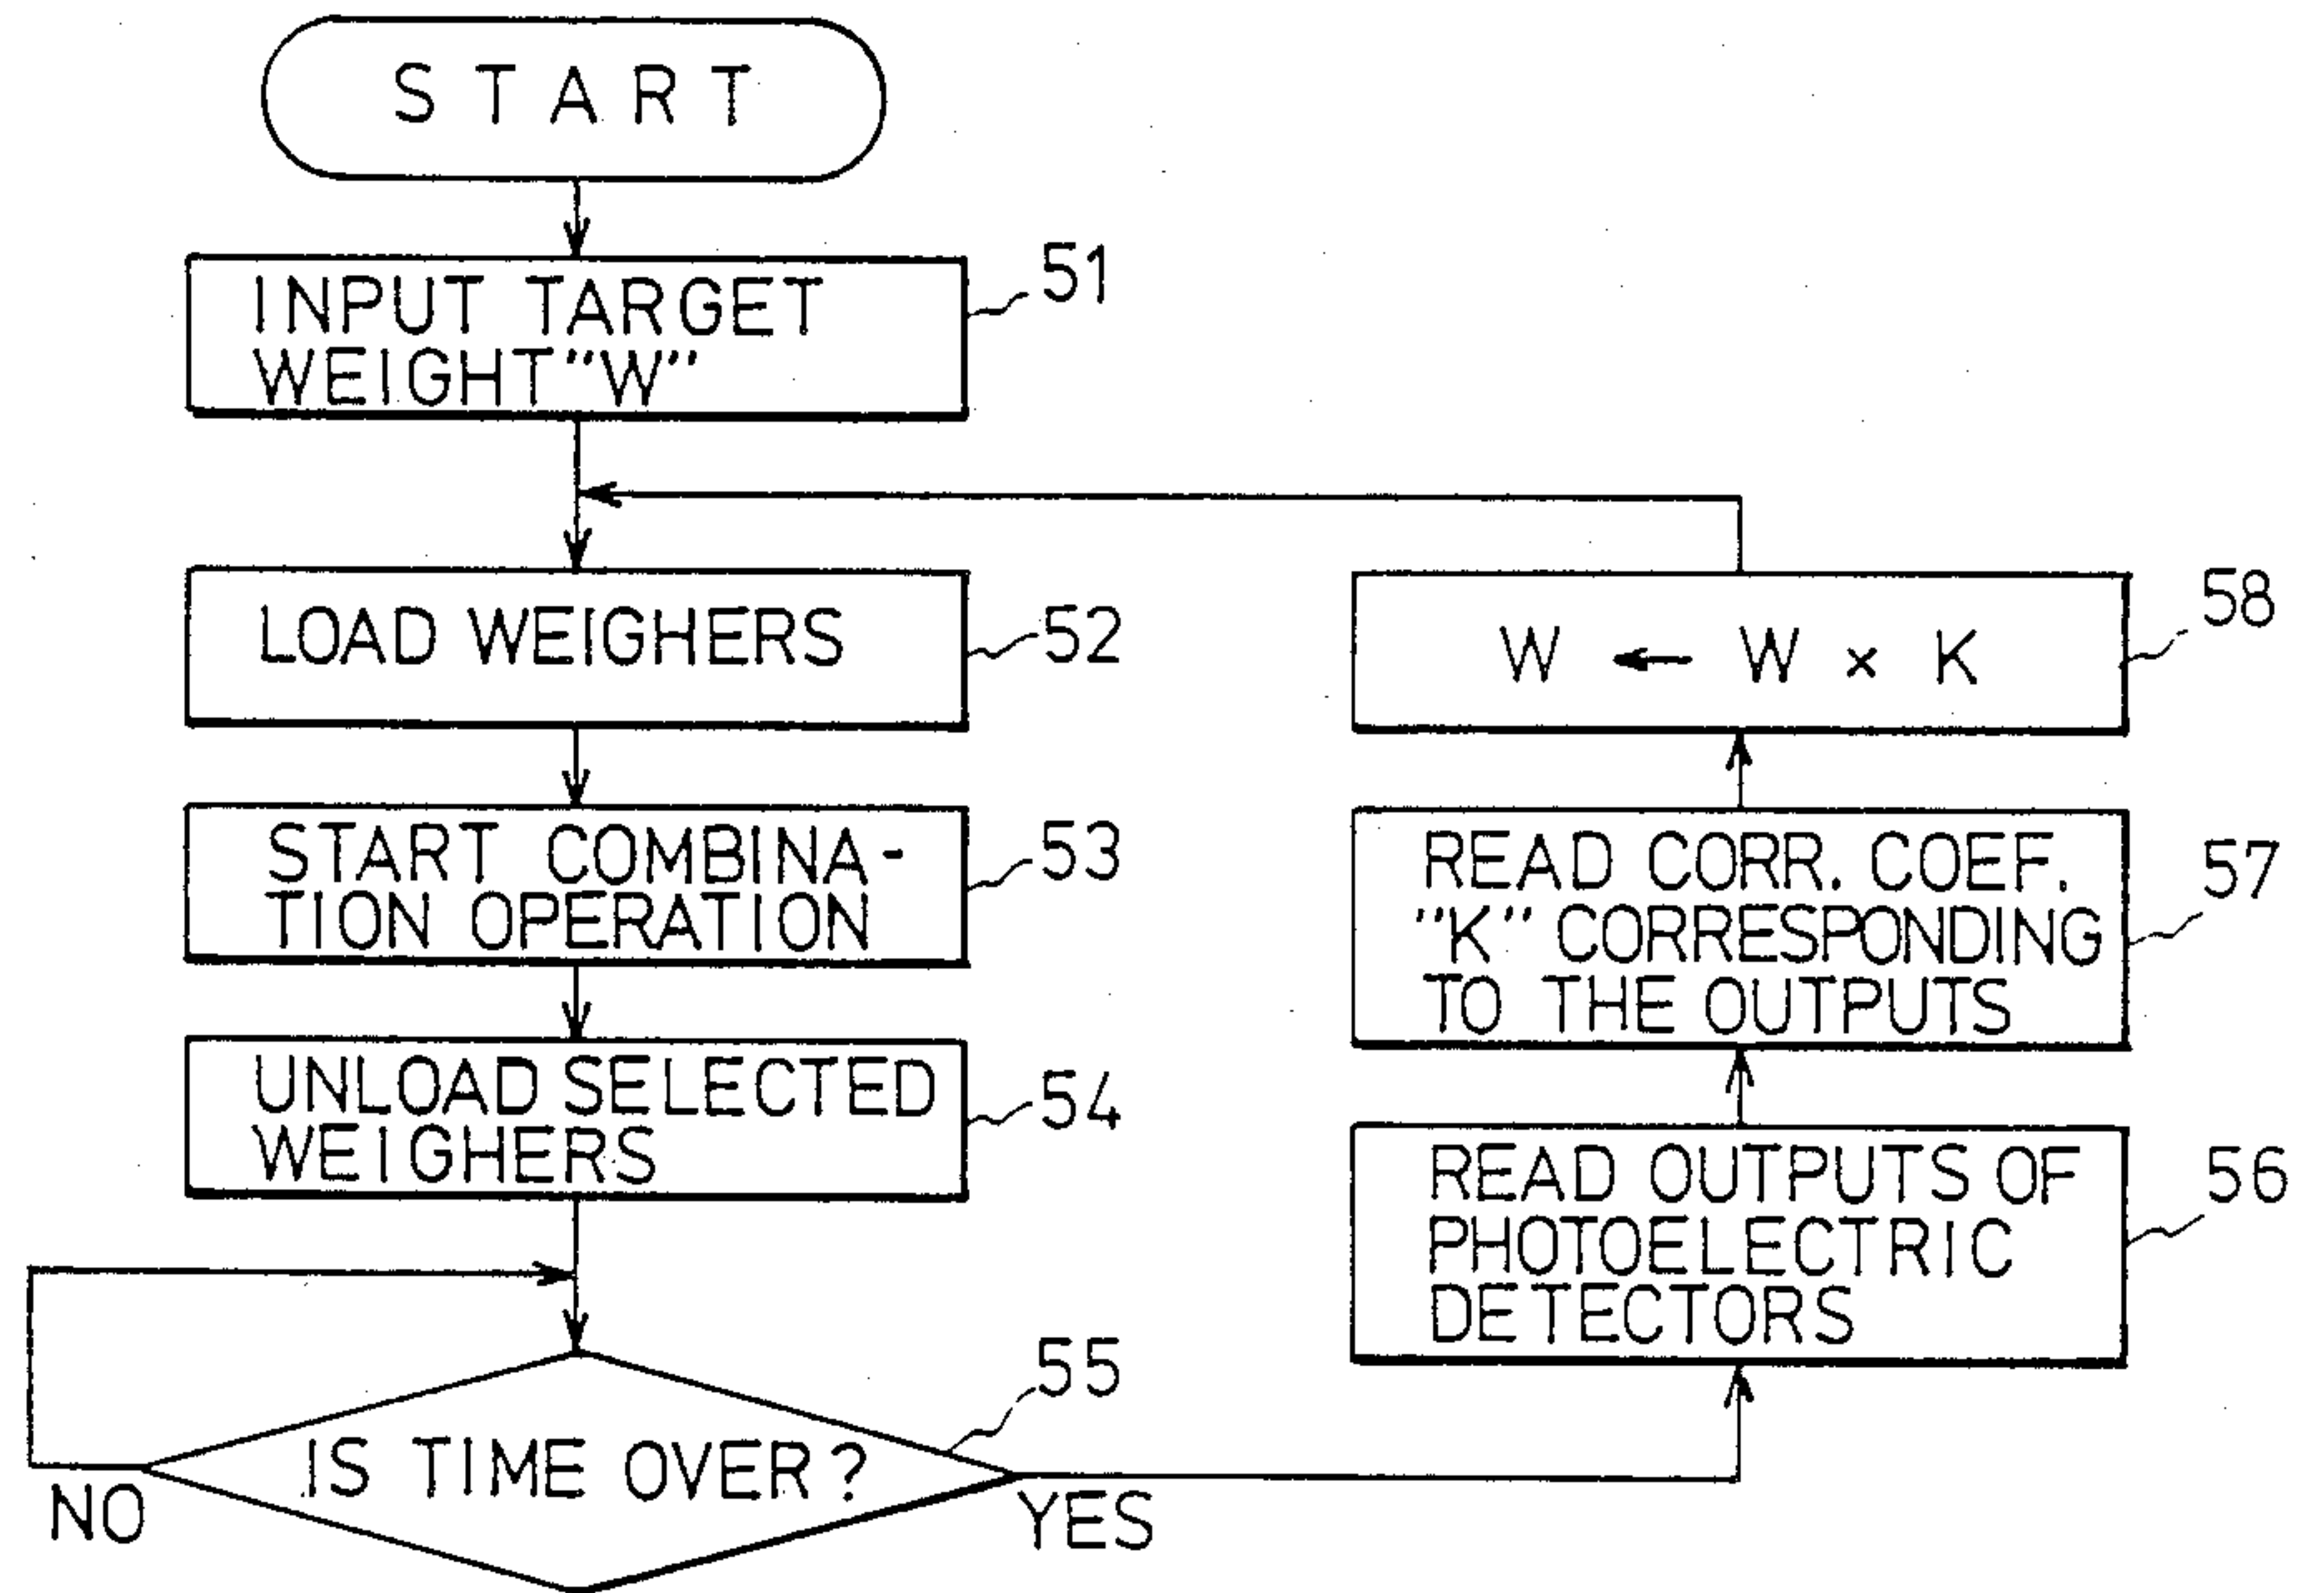 START
INPUT TARGET
WEIGHT "W"
51
LOAD WEIGHERS
52
START COMBINA-
TION OPERATION
53
UNLOAD SELECTED
WEIGHERS
54
IS TIME OVER?
55
NO
YES
READ OUTPUTS OF
PHOTOELECTRIC
DETECTORS
56
READ CORR. COEF.
"K" CORRESPONDING
TO THE OUTPUTS
57
W ← W × K
58